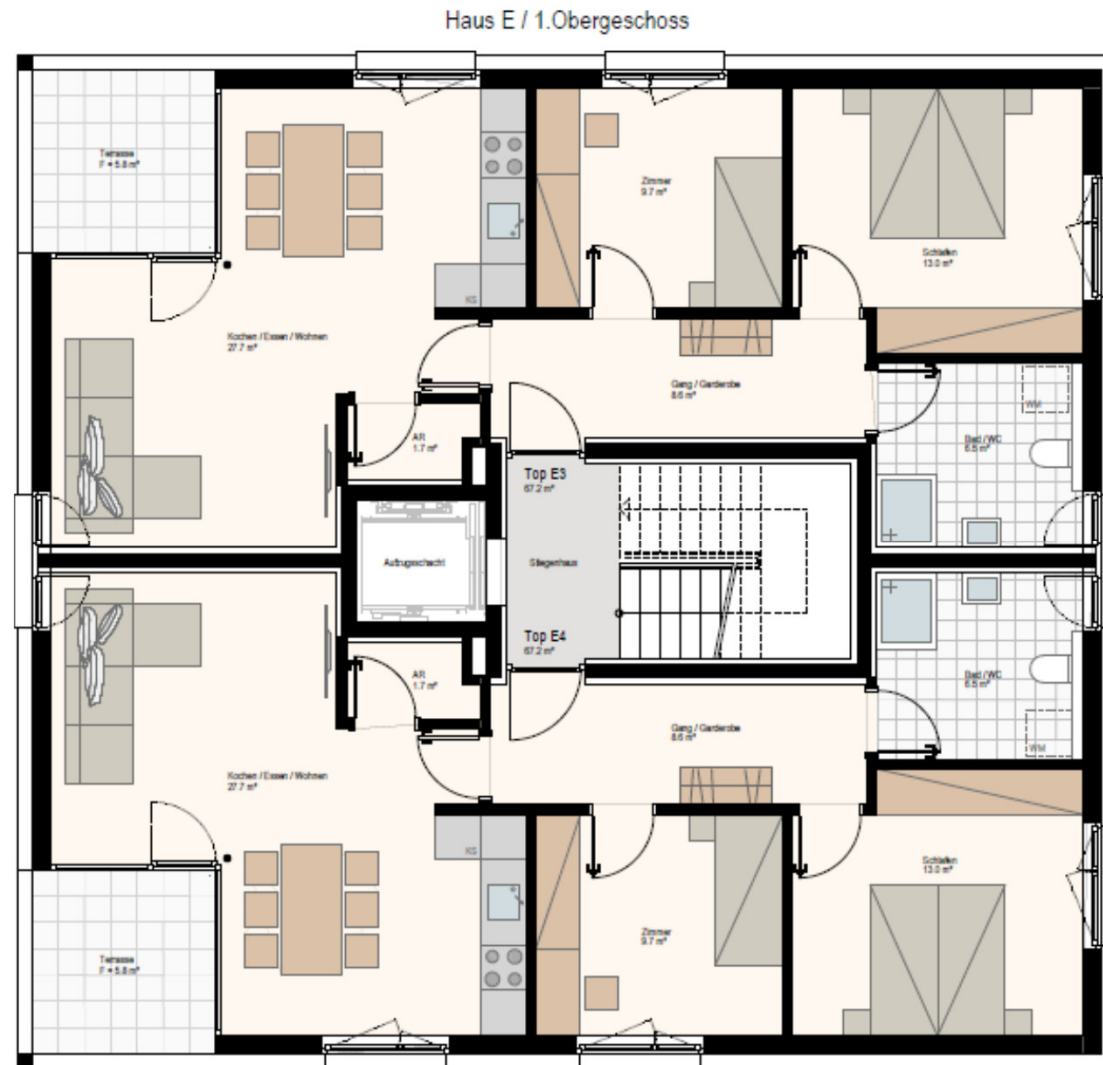 Haus E / 1.Obergeschoss
Terrasse
F = 5.8 m²
Zimmer
9.7 m²
Schlafen
13.0 m²
KS
Kochen / Essen / Wohnen
27.7 m²
Gang / Garderobe
8.6 m²
WM
AR
1.7 m²
Bad / WC
6.5 m²
Top E3
67.2 m²
Aufzugsschacht
Stiegenhaus
Top E4
67.2 m²
AR
1.7 m²
Bad / WC
6.5 m²
Gang / Garderobe
8.6 m²
WM
Kochen / Essen / Wohnen
27.7 m²
KS
Schlafen
13.0 m²
Zimmer
9.7 m²
Terrasse
F = 5.8 m²